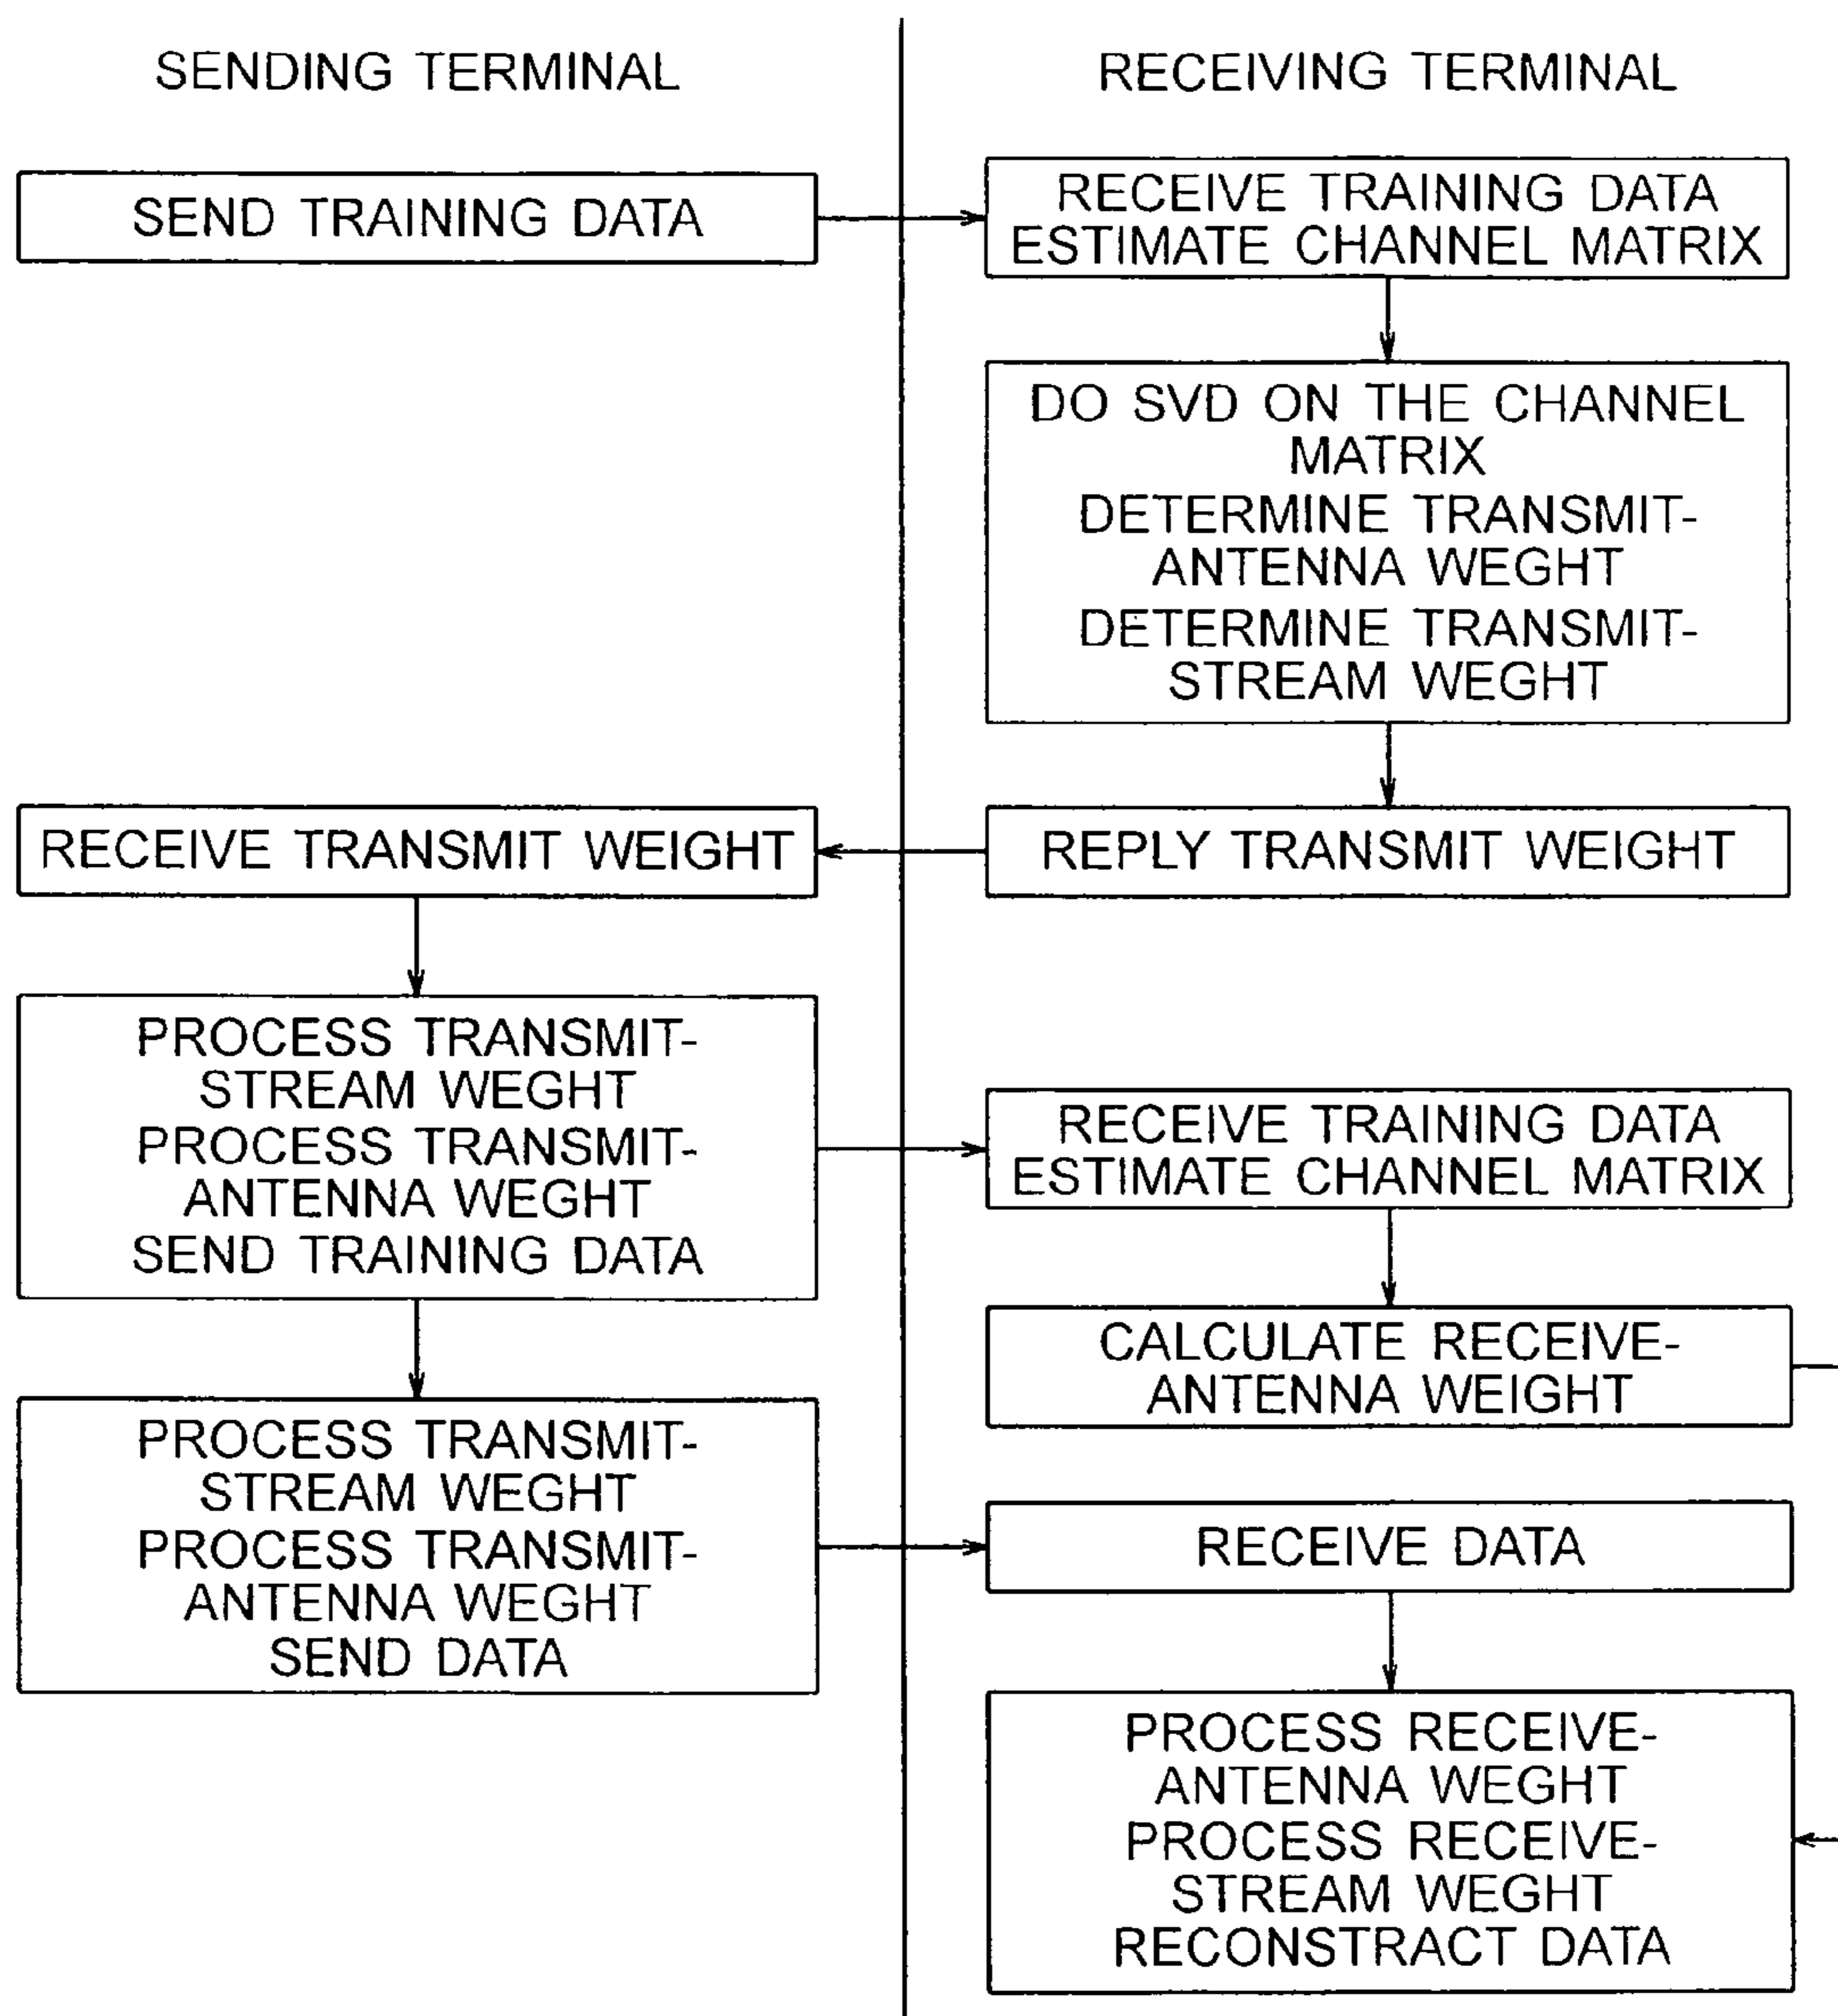 SENDING TERMINAL
RECEIVING TERMINAL
SEND TRAINING DATA
RECEIVE TRAINING DATA
ESTIMATE CHANNEL MATRIX
DO SVD ON THE CHANNEL
MATRIX
DETERMINE TRANSMIT-
ANTENNA WEGHT
DETERMINE TRANSMIT-
STREAM WEGHT
RECEIVE TRANSMIT WEIGHT
REPLY TRANSMIT WEIGHT
PROCESS TRANSMIT-
STREAM WEGHT
PROCESS TRANSMIT-
ANTENNA WEGHT
SEND TRAINING DATA
RECEIVE TRAINING DATA
ESTIMATE CHANNEL MATRIX
CALCULATE RECEIVE-
ANTENNA WEIGHT
PROCESS TRANSMIT-
STREAM WEGHT
PROCESS TRANSMIT-
ANTENNA WEGHT
SEND DATA
RECEIVE DATA
PROCESS RECEIVE-
ANTENNA WEGHT
PROCESS RECEIVE-
STREAM WEGHT
RECONSTRACT DATA